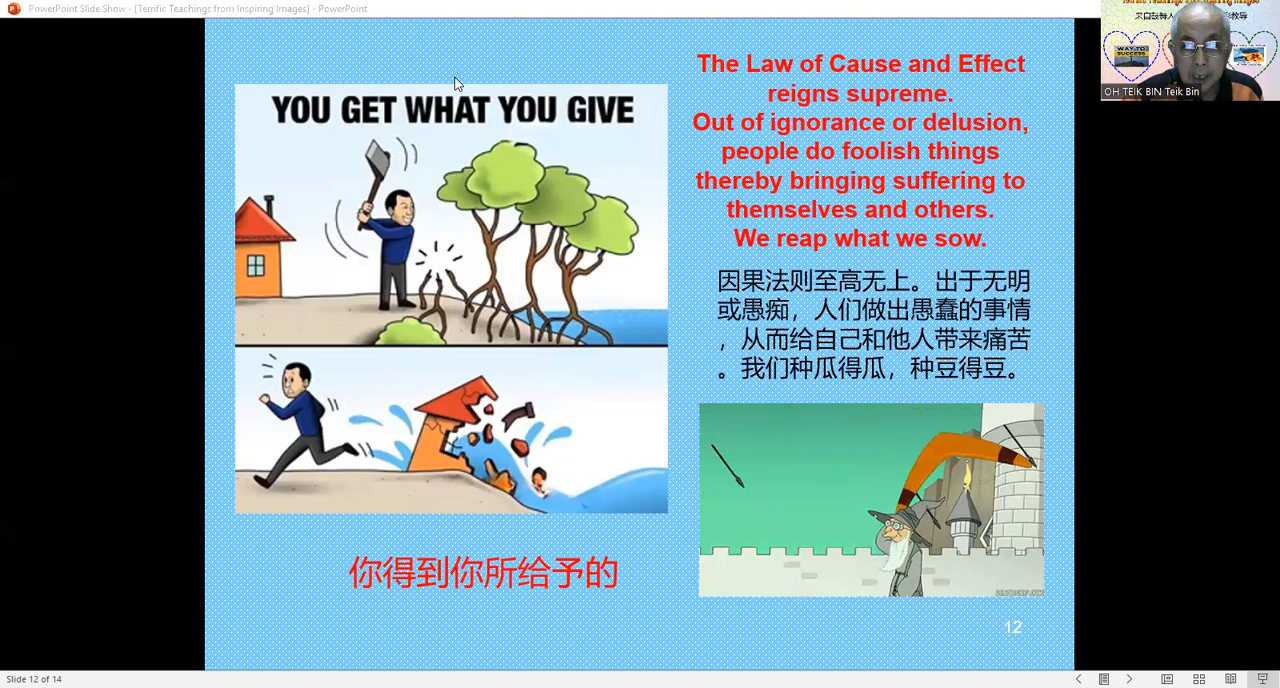 PowerPoint Slide Show - [Terrific Teachings from Inspiring Images] - PowerPoint
OH TEIK BIN Teik Bin
WAY TO
SUCCESS
YOU GET WHAT YOU GIVE
The Law of Cause and Effect
reigns supreme.
Out of ignorance or delusion,
people do foolish things
thereby bringing suffering to
themselves and others.
We reap what we sow.
因果法则至高无上。出于无明
或愚痴，人们做出愚蠢的事情
，从而给自己和他人带来痛苦
。我们种瓜得瓜，种豆得豆。
你得到你所给予的
12
Slide 12 of 14